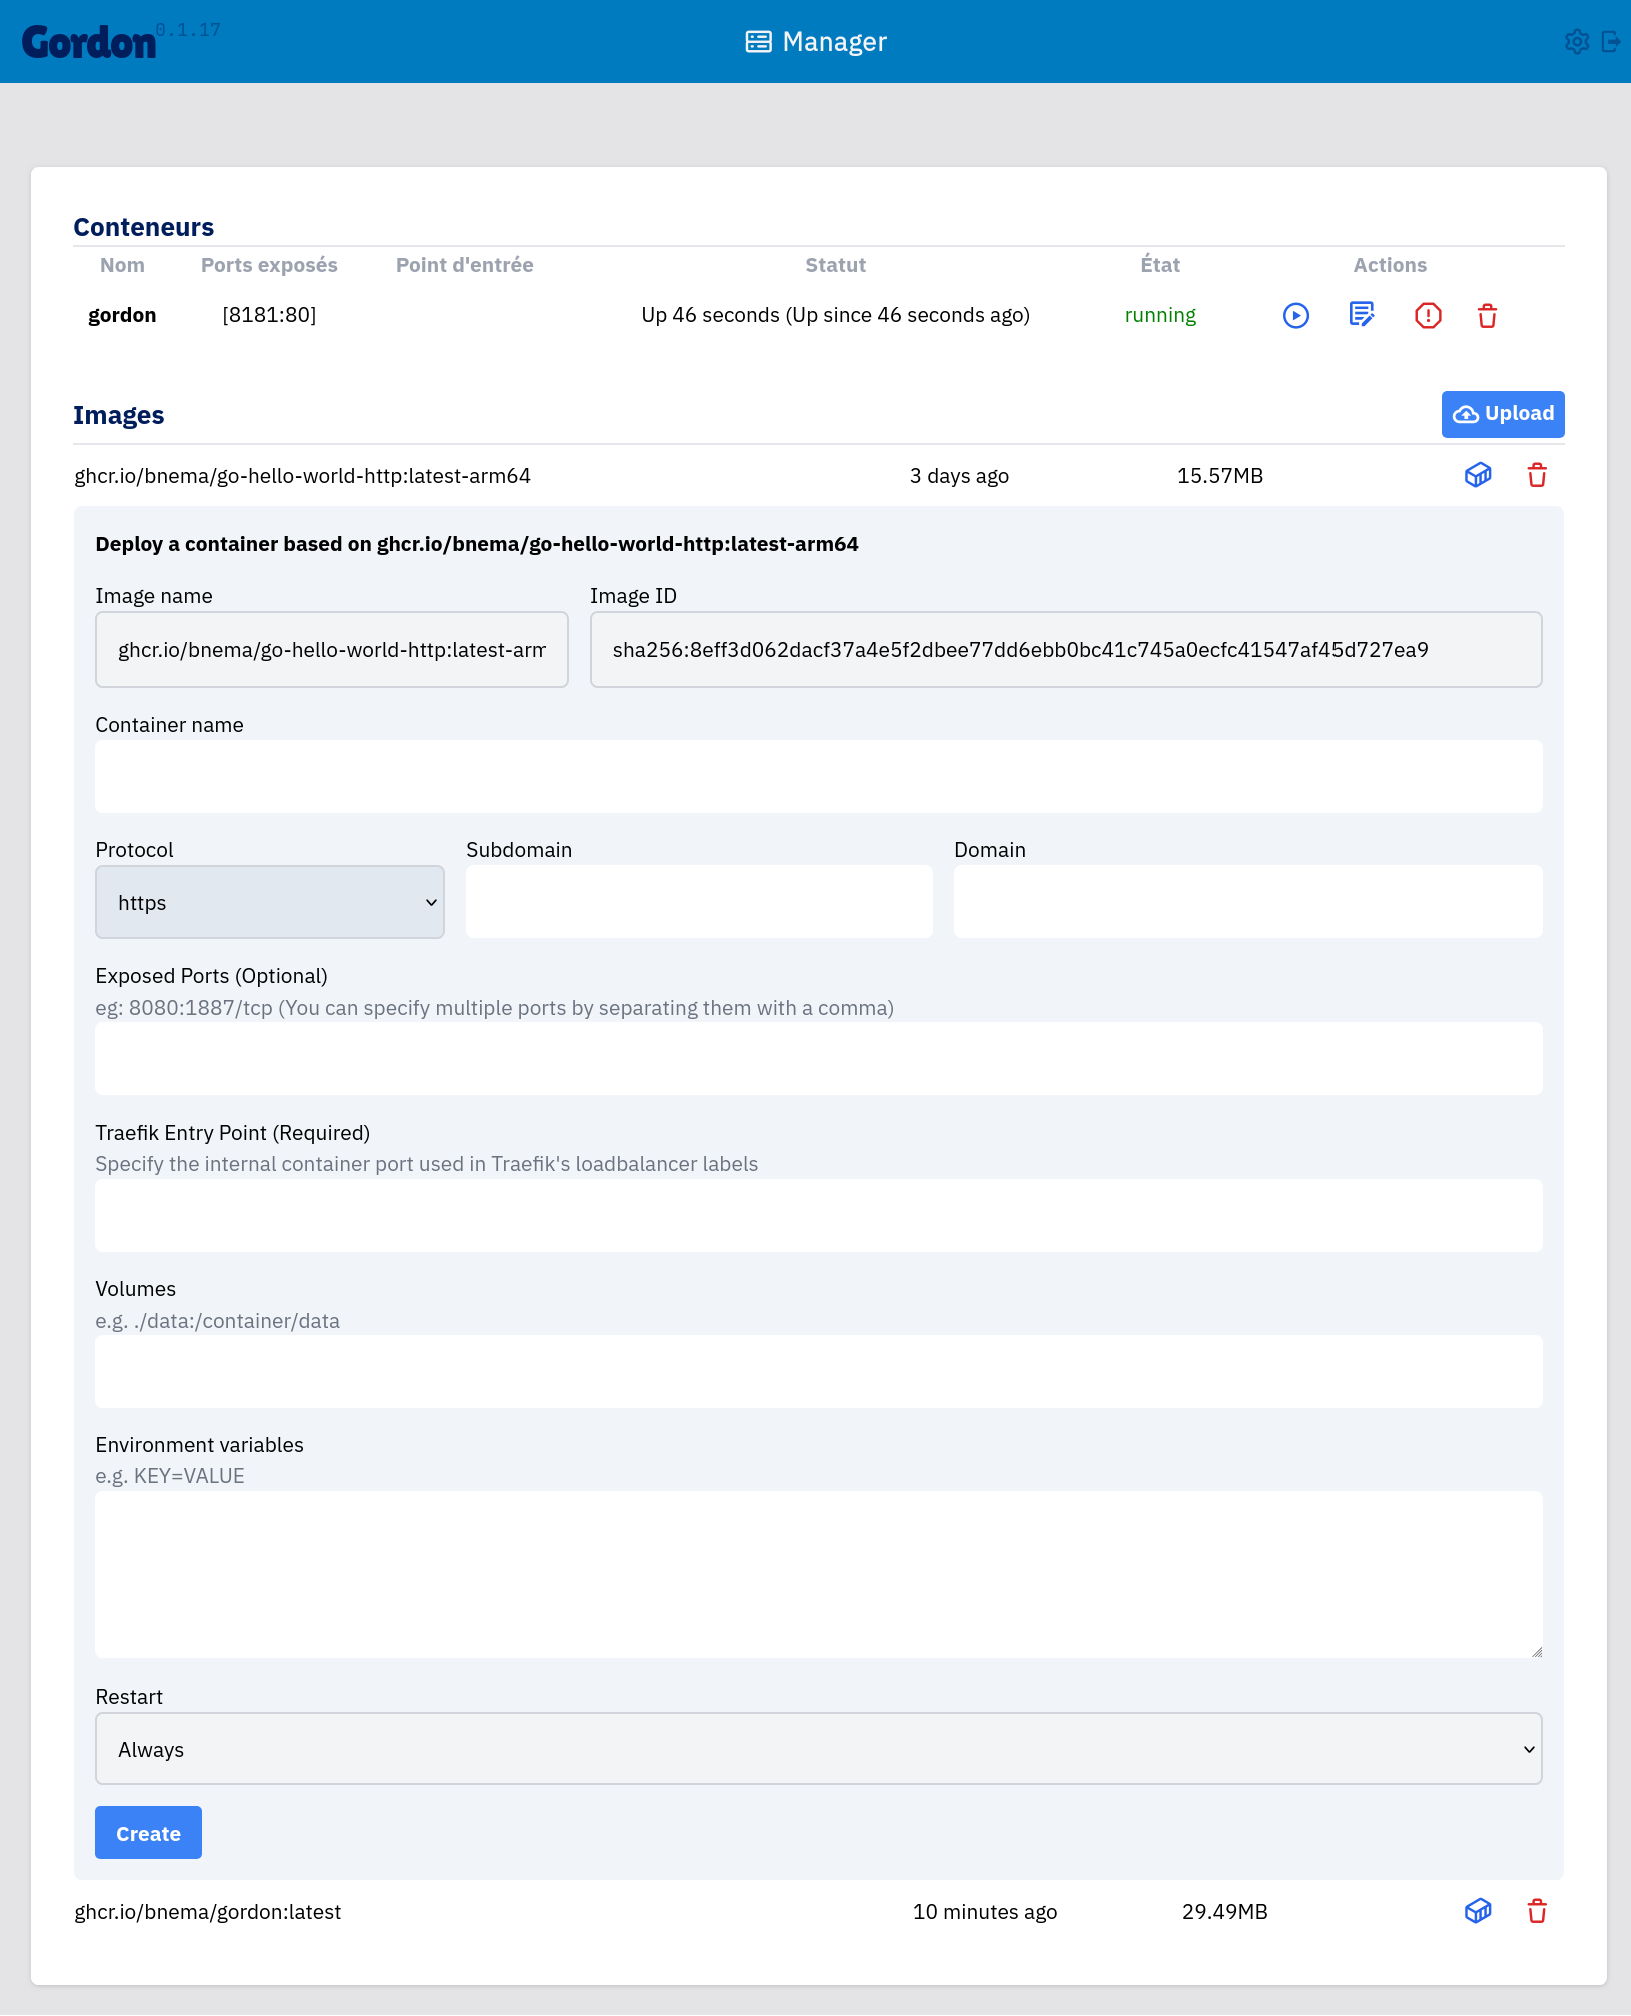 Gordon 0.1.17
Manager
Conteneurs
Nom Ports exposés Point d'entrée Statut État Actions
gordon [8181:80] Up 46 seconds (Up since 46 seconds ago) running
Images Upload
ghcr.io/bnema/go-hello-world-http:latest-arm64 3 days ago 15.57MB
Deploy a container based on ghcr.io/bnema/go-hello-world-http:latest-arm64
Image name Image ID
ghcr.io/bnema/go-hello-world-http:latest-arm sha256:8eff3d062dacf37a4e5f2dbee77dd6ebb0bc41c745a0ecfc41547af45d727ea9
Container name
Protocol Subdomain Domain
https
Exposed Ports (Optional)
eg: 8080:1887/tcp (You can specify multiple ports by separating them with a comma)
Traefik Entry Point (Required)
Specify the internal container port used in Traefik's loadbalancer labels
Volumes
e.g. ./data:/container/data
Environment variables
e.g. KEY=VALUE
Restart
Always
Create
ghcr.io/bnema/gordon:latest 10 minutes ago 29.49MB